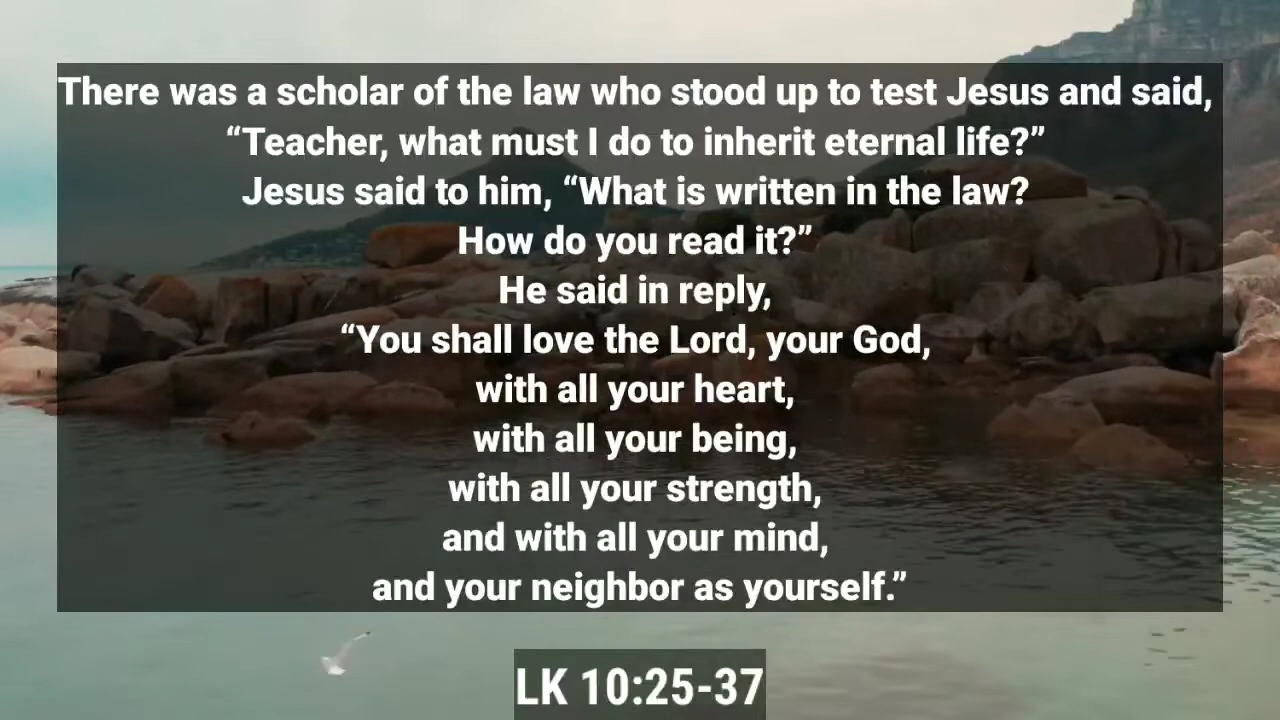 There was a scholar of the law who stood up to test Jesus and said,
“Teacher, what must I do to inherit eternal life?”
Jesus said to him, “What is written in the law?
How do you read it?”
He said in reply,
“You shall love the Lord, your God,
with all your heart,
with all your being,
with all your strength,
and with all your mind,
and your neighbor as yourself.”
LK 10:25-37